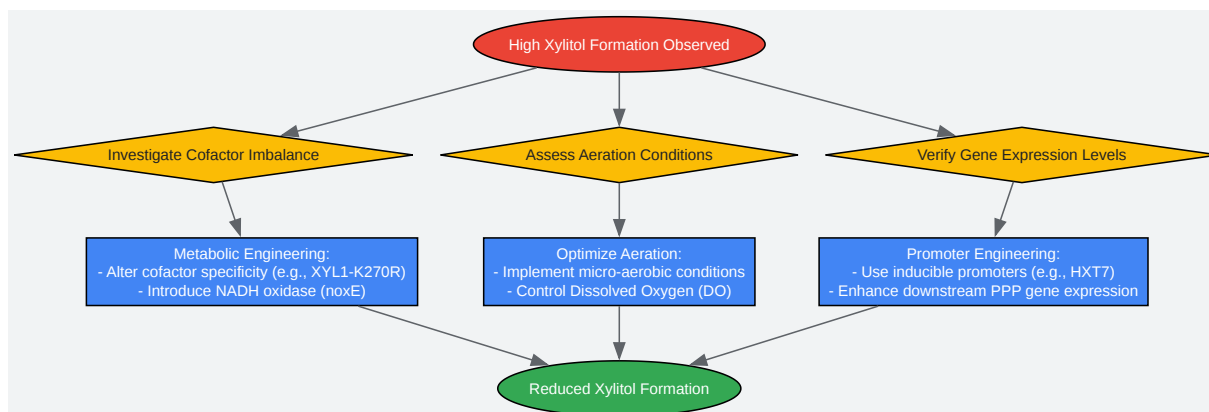 High Xylitol Formation Observed
Investigate Cofactor Imbalance
Assess Aeration Conditions
Verify Gene Expression Levels
Metabolic Engineering:
- Alter cofactor specificity (e.g., XYL1-K270R)
- Introduce NADH oxidase (noxE)
Optimize Aeration:
- Implement micro-aerobic conditions
- Control Dissolved Oxygen (DO)
Promoter Engineering:
- Use inducible promoters (e.g., HXT7)
- Enhance downstream PPP gene expression
Reduced Xylitol Formation